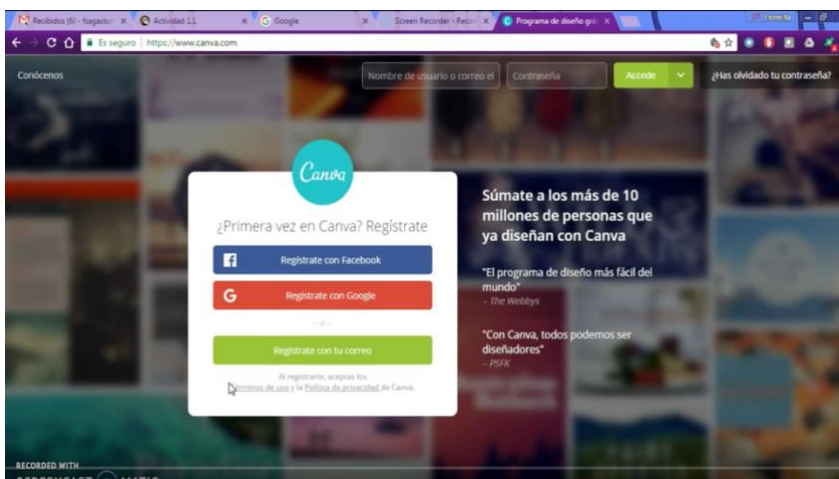 Recibidos (6) - fsagastur
Actividad 1.1
Google
Screen Recorder - Recor
Programa de diseño grá
Es seguro
https://www.canva.com
Conócenos
Nombre de usuario o correo el
Contraseña
Accede
¿Has olvidado tu contraseña?
Canva
¿Primera vez en Canva? Regístrate
Regístrate con Facebook
Regístrate con Google
Regístrate con tu correo
Al registrarte, aceptas los
Términos de uso y la Política de privacidad de Canva.
Súmate a los más de 10
millones de personas que
ya diseñan con Canva
"El programa de diseño más fácil del
mundo"
– The Webbys
"Con Canva, todos podemos ser
diseñadores"
– PSFK
RECORDED WITH